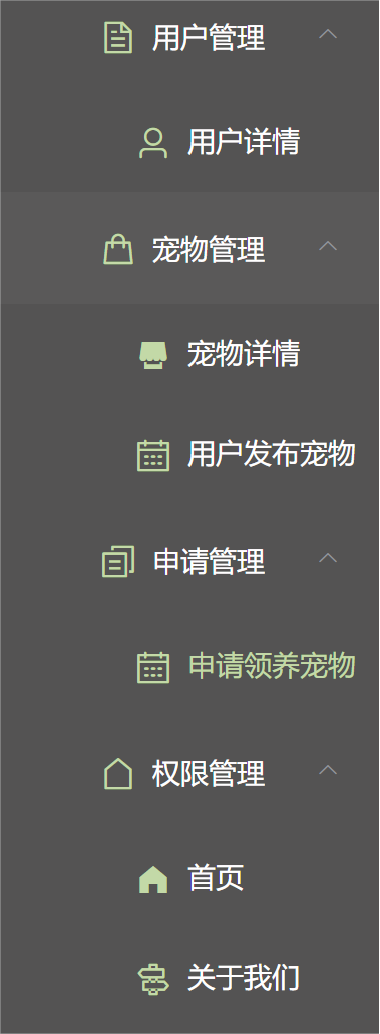 用户管理
用户详情
宠物管理
宠物详情
用户发布宠物
申请管理
申请领养宠物
权限管理
首页
关于我们